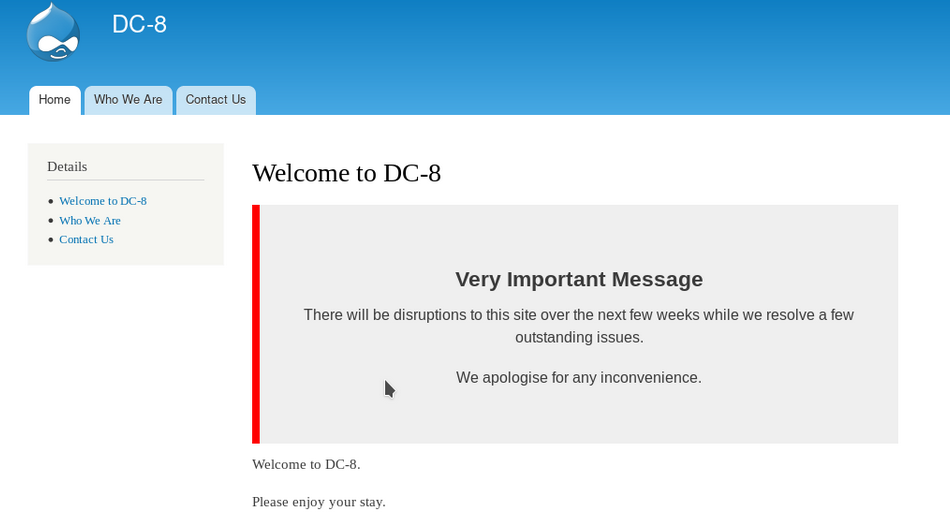 DC-8
Home
Who We Are
Contact Us
Details
Welcome to DC-8
Who We Are
Contact Us
Welcome to DC-8
Very Important Message
There will be disruptions to this site over the next few weeks while we resolve a few
outstanding issues.
We apologise for any inconvenience.
Welcome to DC-8.
Please enjoy your stay.